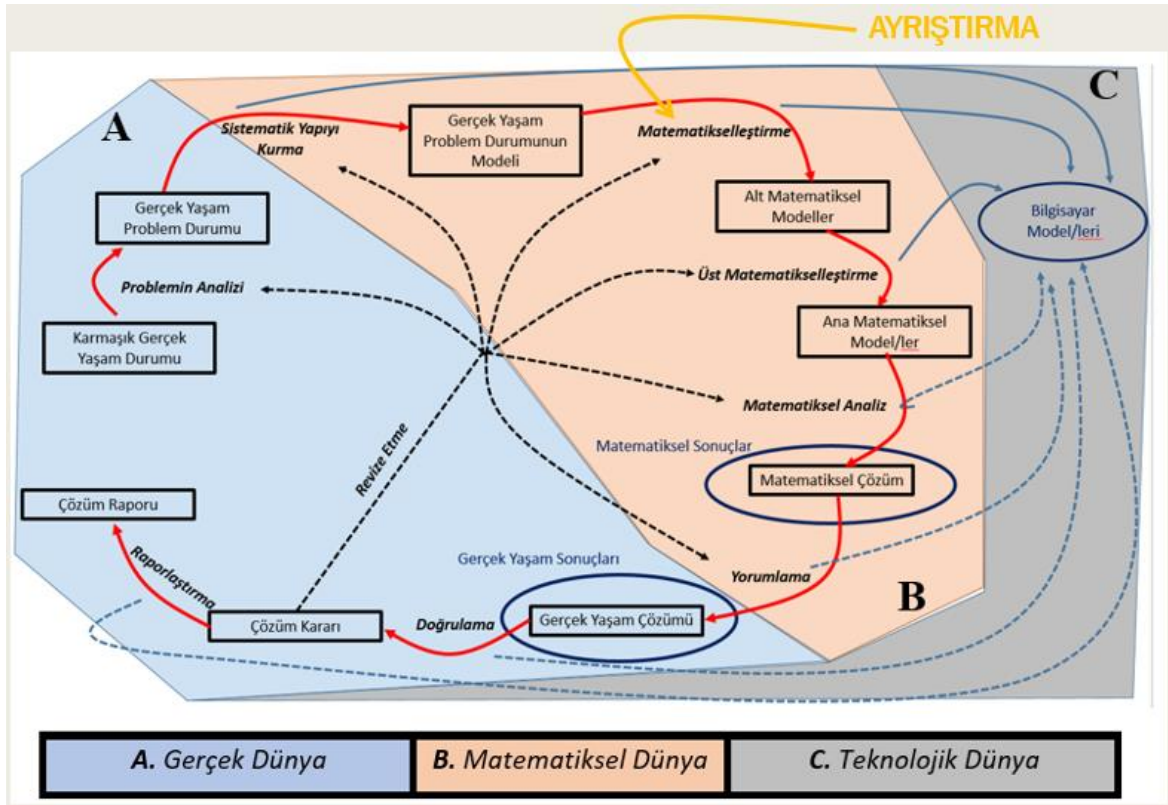 AYRIŞTIRMA
A
C
Sistematik Yapıyı
Kurma
Gerçek Yaşam
Problem Durumunun
Modeli
Matematikselleştirme
Gerçek Yaşam
Problem Durumu
Alt Matematiksel
Modeller
Bilgisayar
Model/leri
Problemin Analizi
Üst Matematikselleştirme
Karmaşık Gerçek
Yaşam Durumu
Ana Matematiksel
Model/ler
Matematiksel Analiz
Revize Etme
Matematiksel Sonuçlar
Matematiksel Çözüm
Çözüm Raporu
Gerçek Yaşam Sonuçları
Yorumlama
B
Raporlaştırma
Çözüm Kararı
Doğrulama
Gerçek Yaşam Çözümü
A. Gerçek Dünya
B. Matematiksel Dünya
C. Teknolojik Dünya